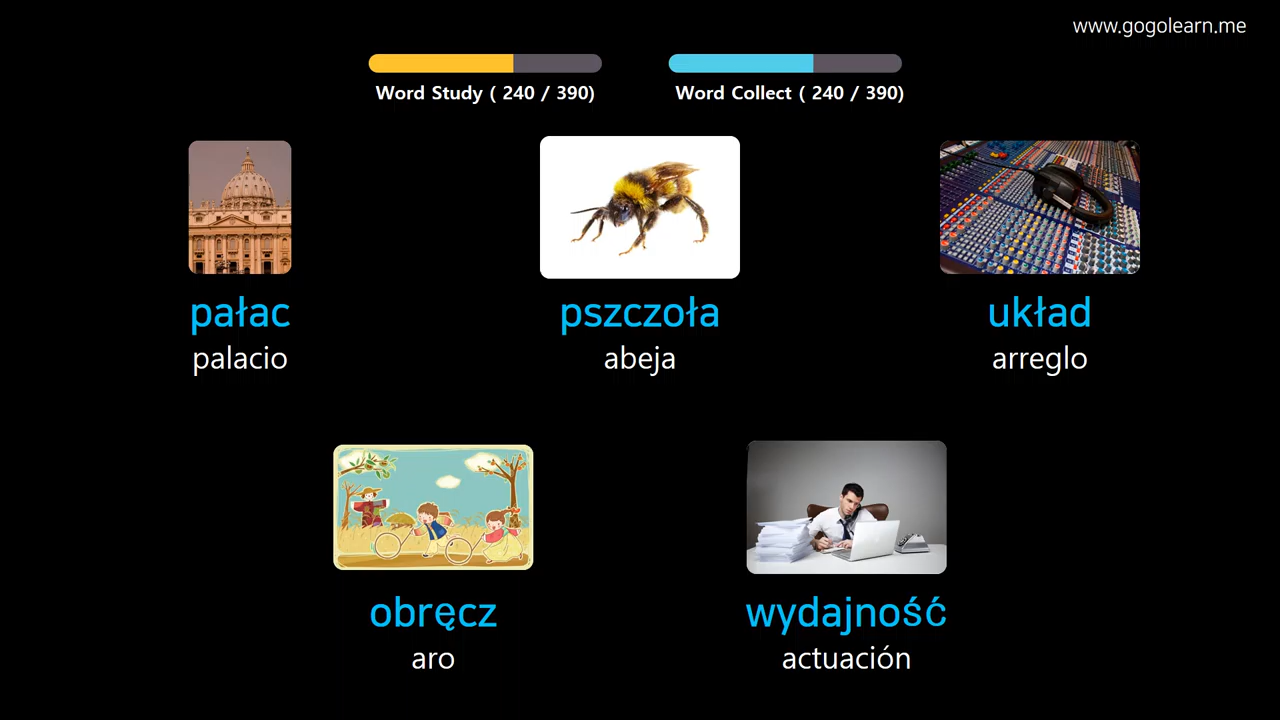 www.gogolearn.me
Word Study ( 240 / 390)
Word Collect ( 240 / 390)
pałac
palacio
pszczoła
abeja
układ
arreglo
obręcz
aro
wydajność
actuación